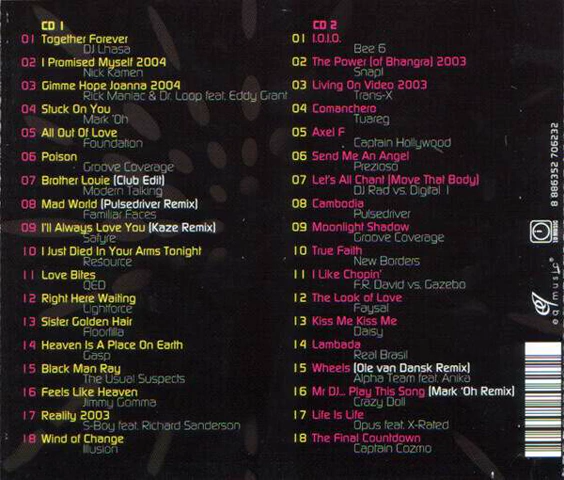 CD 1
01 Together Forever
DJ Lhasa
02 I Promised Myself 2004
Nick Kamen
03 Gimme Hope Joanna 2004
Rick Maniac & Dr. Loop feat. Eddy Grant
04 Stuck On You
Mark 'Oh
05 All Out Of Love
Foundation
06 Poison
Groove Coverage
07 Brother Louie (Club Edit)
Modern Talking
08 Mad World (Pulsedriver Remix)
Familiar Faces
09 I'll Always Love You (Kaze Remix)
Satyre
10 I Just Died In Your Arms Tonight
Resource
11 Love Bites
QED
12 Right Here Waiting
Lightforce
13 Sister Golden Hair
Floorfilla
14 Heaven Is A Place On Earth
Gasp
15 Black Man Ray
The Usual Suspects
16 Feels Like Heaven
Jimmy Gomma
17 Reality 2003
S-Boy feat. Richard Sanderson
18 Wind of Change
Illusion
CD 2
01 I.O.I.O.
Bee 6
02 The Power (of Bhangra) 2003
Snap!
03 Living On Video 2003
Trans-X
04 Comanchero
Tuareg
05 Axel F
Captain Hollywood
06 Send Me An Angel
Prezioso
07 Let's All Chant (Move That Body)
DJ Rad vs. Digital 1
08 Cambodia
Pulsedriver
09 Moonlight Shadow
Groove Coverage
10 True Faith
New Borders
11 I Like Chopin'
F.R. David vs. Gazebo
12 The Look of Love
Faysal
13 Kiss Me Kiss Me
Daisy
14 Lambada
Real Brasil
15 Wheels (Ole van Dansk Remix)
Alpha Team feat. Anika
16 Mr DJ... Play This Song (Mark 'Oh Remix)
Crazy Doll
17 Life Is Life
Opus feat. X-Rated
18 The Final Countdown
Captain Cozmo
8 886352 706232
eq music®